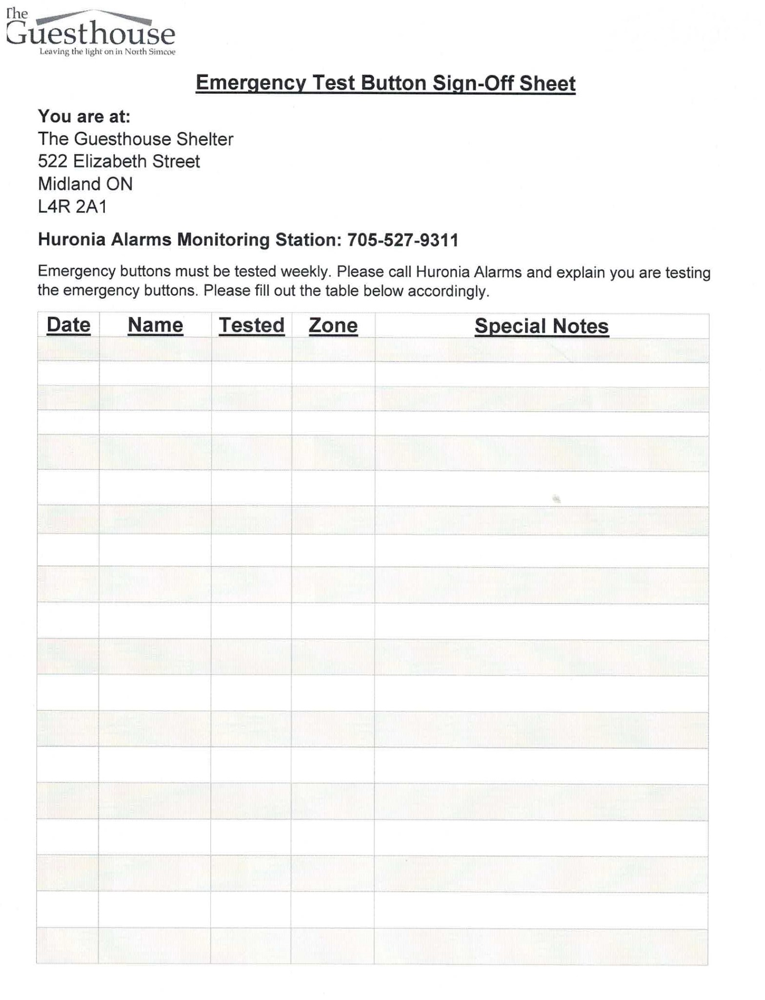 The
Guesthouse
Leaving the light on in North Simcoe
Emergency Test Button Sign-Off Sheet
You are at:
The Guesthouse Shelter
522 Elizabeth Street
Midland ON
L4R 2A1
Huronia Alarms Monitoring Station: 705-527-9311
Emergency buttons must be tested weekly. Please call Huronia Alarms and explain you are testing
the emergency buttons. Please fill out the table below accordingly.
Date Name Tested Zone Special Notes